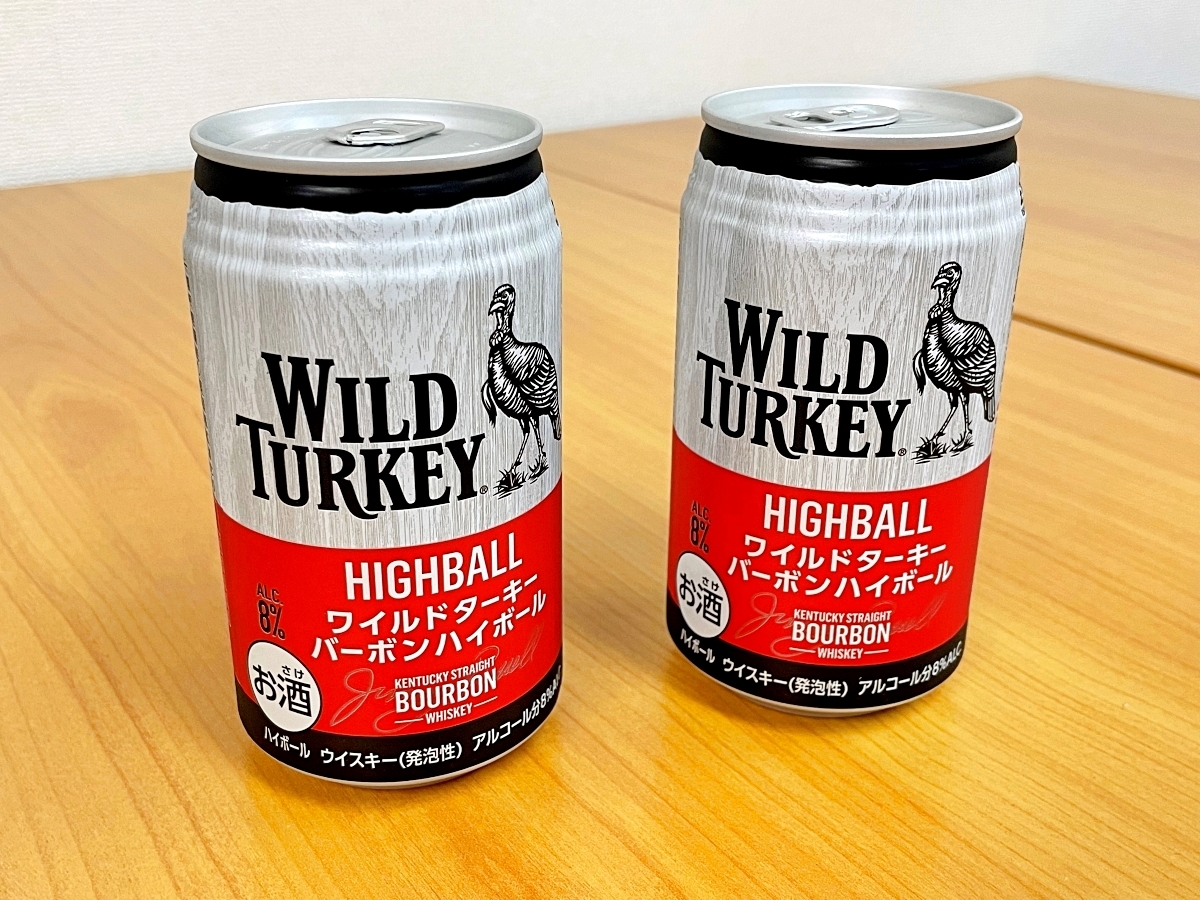 WILD
TURKEY®
HIGHBALL
ワイルドターキー
バーボンハイボール
ALC.
8%
さけ
お酒
KENTUCKY STRAIGHT
BOURBON
WHISKEY
ハイボール ウイスキー(発泡性) アルコール分8%ALC
WILD
TURKEY®
HIGHBALL
ワイルドターキー
バーボンハイボール
ALC.
8%
さけ
お酒
KENTUCKY STRAIGHT
BOURBON
WHISKEY
ハイボール ウイスキー(発泡性) アルコール分8%ALC